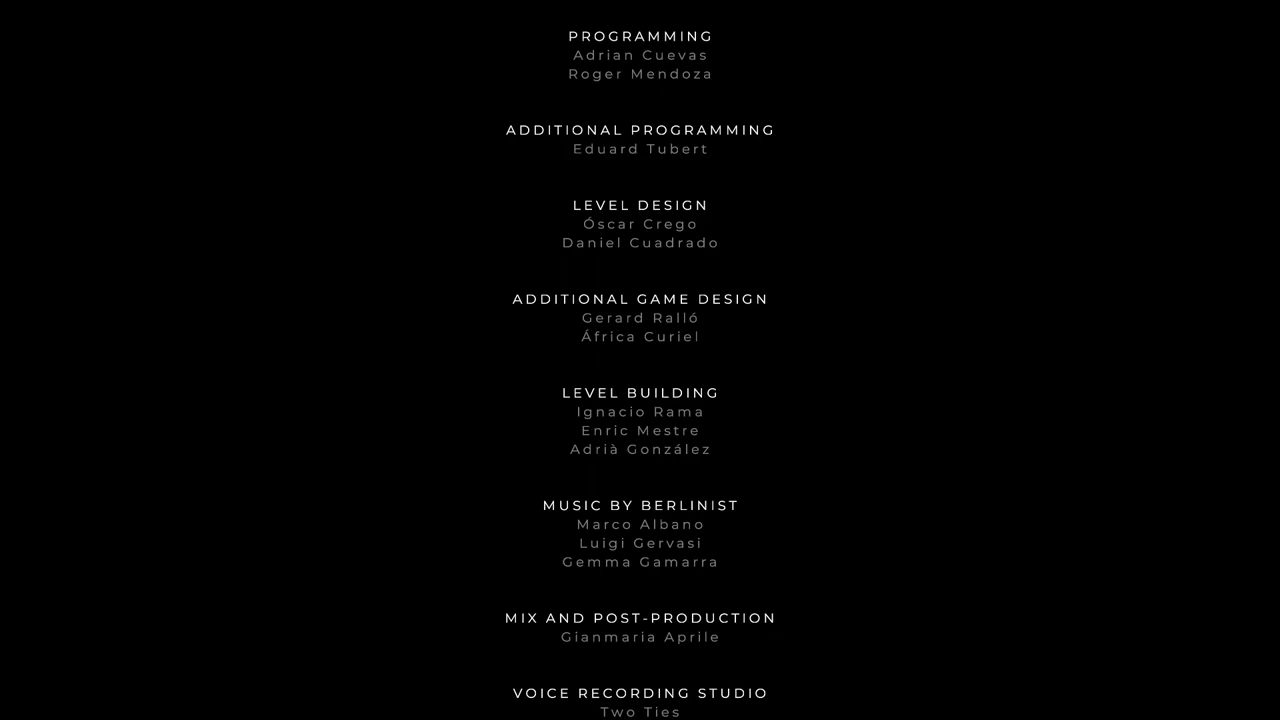 PROGRAMMING
Adrian Cuevas
Roger Mendoza
ADDITIONAL PROGRAMMING
Eduard Tubert
LEVEL DESIGN
Óscar Crego
Daniel Cuadrado
ADDITIONAL GAME DESIGN
Gerard Ralló
África Curiel
LEVEL BUILDING
Ignacio Rama
Enric Mestre
Adrià González
MUSIC BY BERLINIST
Marco Albano
Luigi Gervasi
Gemma Gamarra
MIX AND POST-PRODUCTION
Gianmaria Aprile
VOICE RECORDING STUDIO
Two Ties